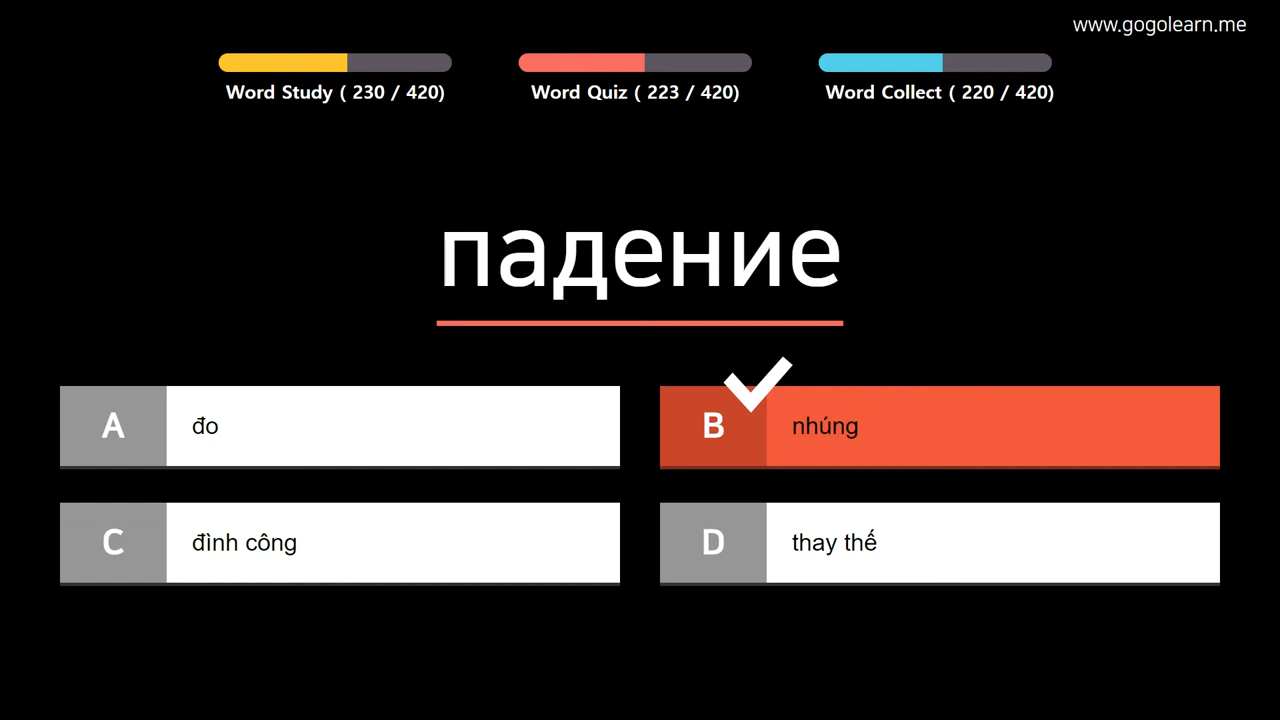 www.gogolearn.me
Word Study ( 230 / 420)
Word Quiz ( 223 / 420)
Word Collect ( 220 / 420)
падение
A đo
B nhúng
C đình công
D thay thế